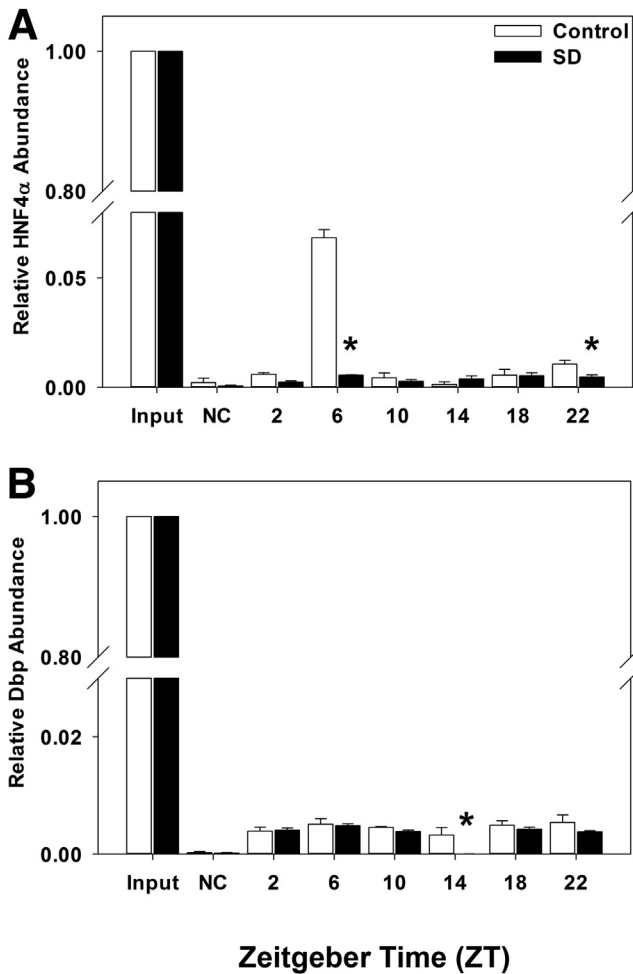 A
Control
SD
Relative HNF4α Abundance
1.00
0.80
0.05
0.00
*
*
Input NC 2 6 10 14 18 22
B
Relative Dbp Abundance
1.00
0.80
0.02
0.00
*
Input NC 2 6 10 14 18 22
Zeitgeber Time (ZT)